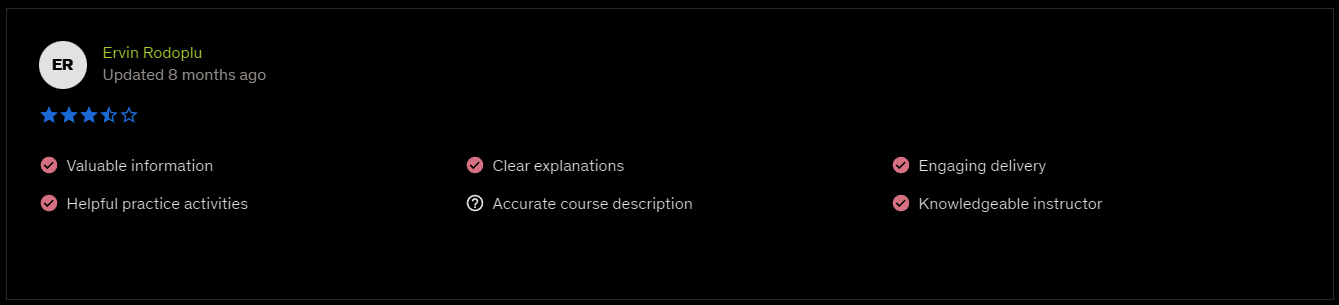 ER
Ervin Rodoplu
Updated 8 months ago
Valuable information
Clear explanations
Engaging delivery
Helpful practice activities
Accurate course description
Knowledgeable instructor